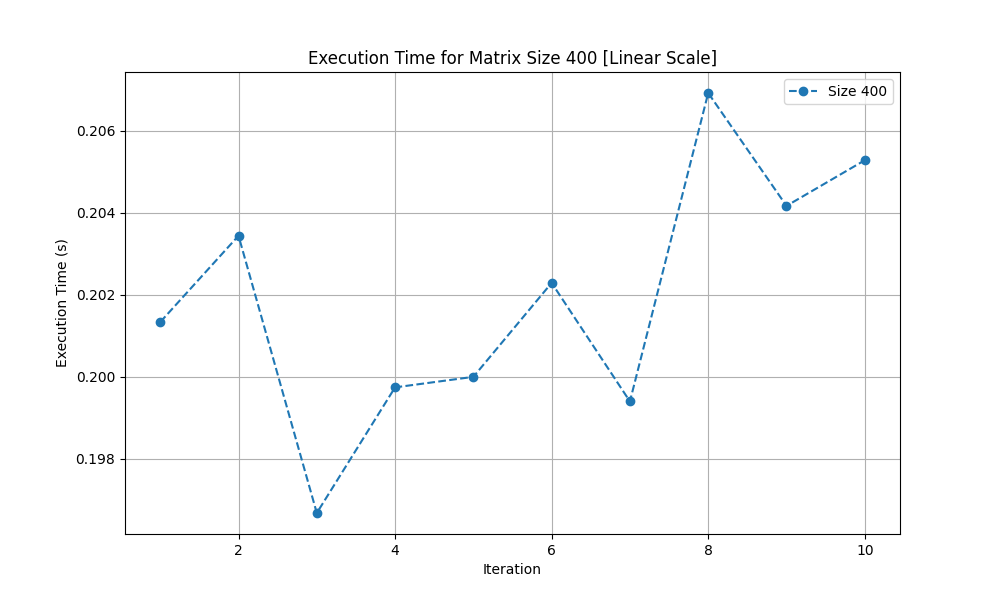 Execution Time for Matrix Size 400 [Linear Scale]
Size 400
Execution Time (s)
0.206
0.204
0.202
0.200
0.198
2 4 6 8 10
Iteration